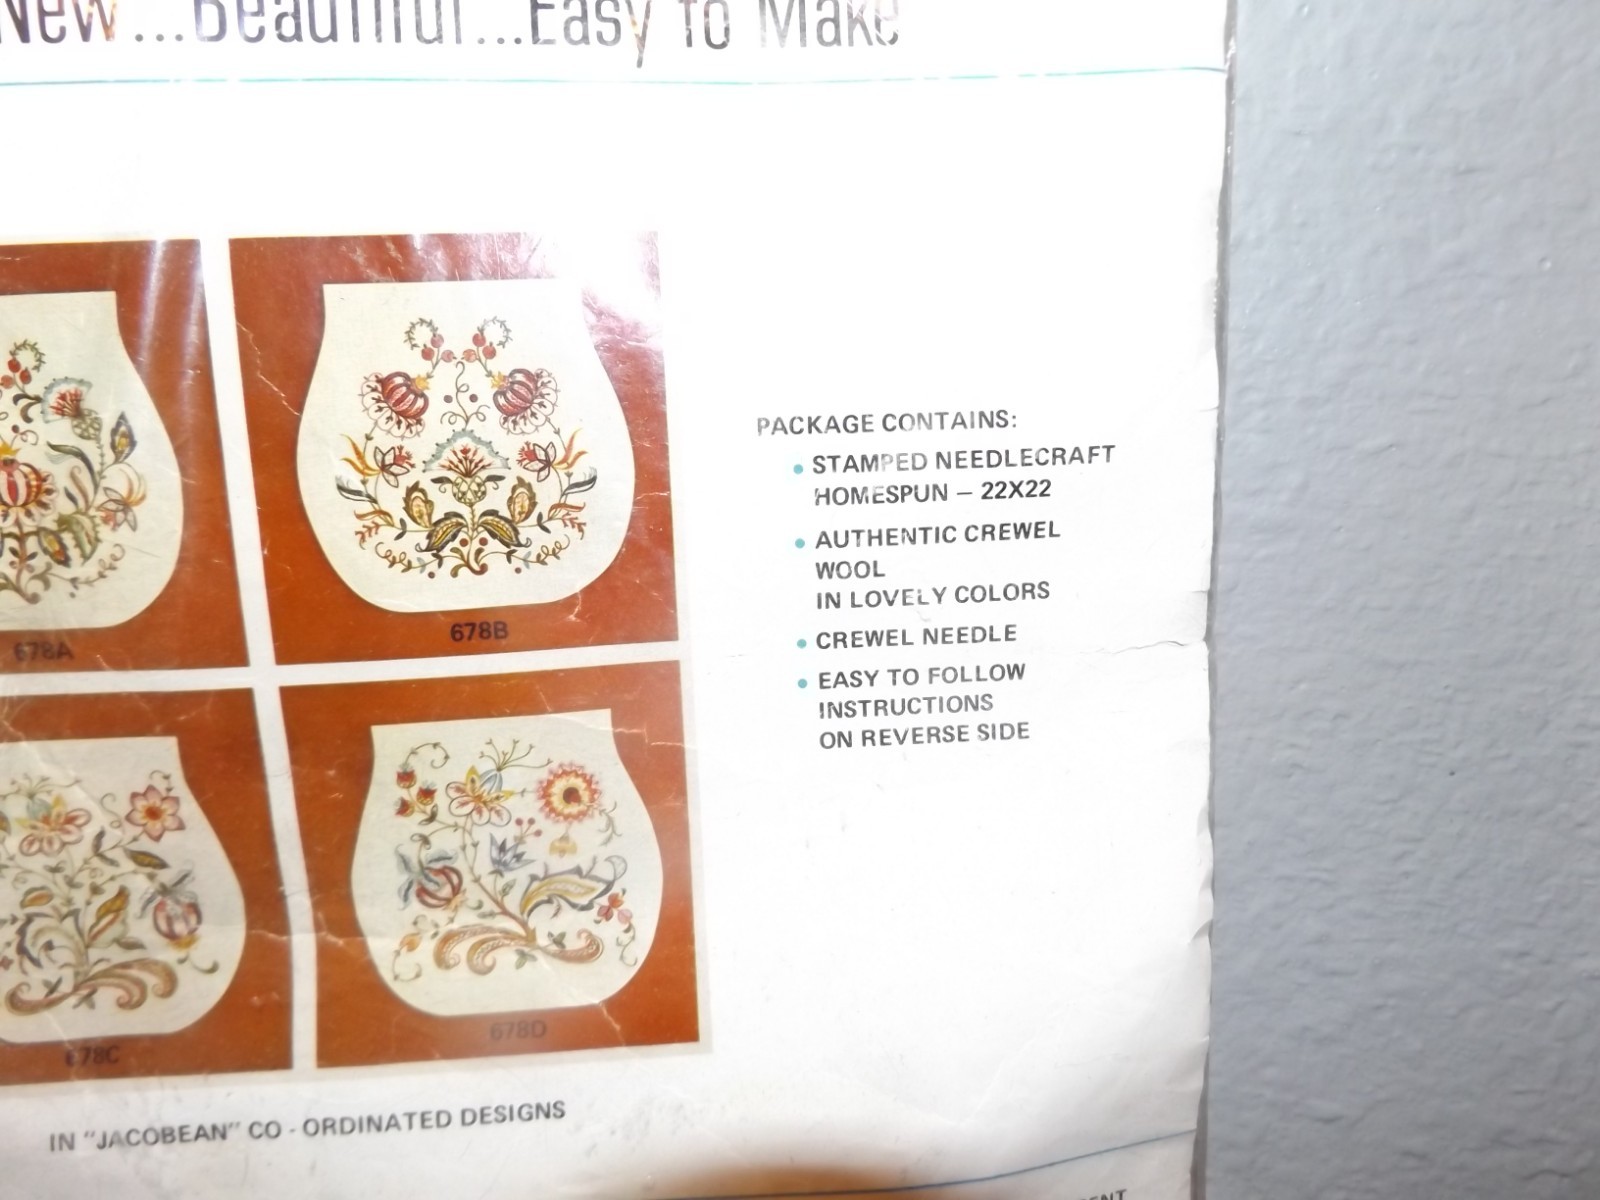 New...Beautiful...Easy to Make
678A
678B
678C
678D
PACKAGE CONTAINS:
• STAMPED NEEDLECRAFT
HOMESPUN – 22X22
• AUTHENTIC CREWEL
WOOL
IN LOVELY COLORS
• CREWEL NEEDLE
• EASY TO FOLLOW
INSTRUCTIONS
ON REVERSE SIDE
IN "JACOBEAN" CO-ORDINATED DESIGNS